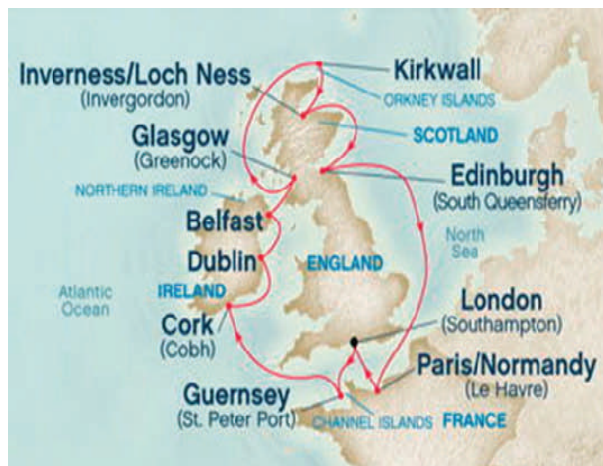 Kirkwall
ORKNEY ISLANDS
Inverness/Loch Ness
(Invergordon)
SCOTLAND
Glasgow
(Greenock)
Edinburgh
(South Queensferry)
NORTHERN IRELAND
Belfast
North
Sea
Dublin
ENGLAND
IRELAND
Atlantic
Ocean
London
(Southampton)
Cork
(Cobh)
Paris/Normandy
(Le Havre)
Guernsey
(St. Peter Port)
CHANNEL ISLANDS
FRANCE